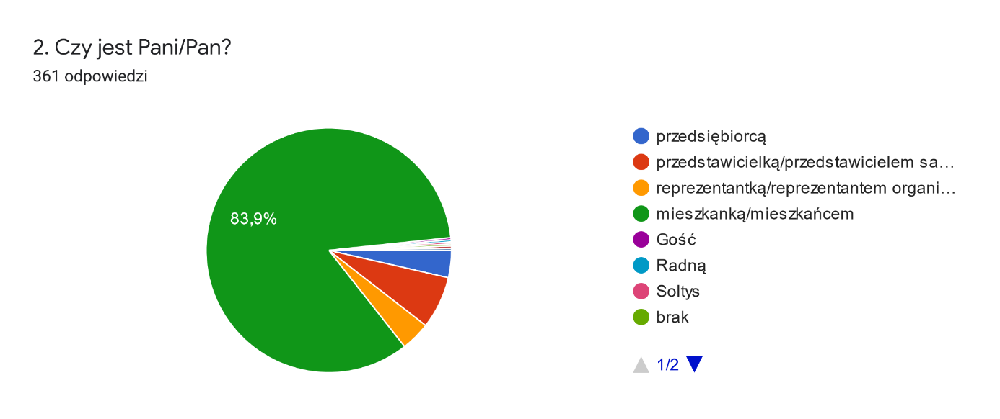 2. Czy jest Pani/Pan?
361 odpowiedzi
83,9%
przedsiębiorcą
przedstawicielką/przedstawicielem sa…
reprezentantką/reprezentantem organi…
mieszkanką/mieszkańcem
Gość
Radną
Soltys
brak
1/2